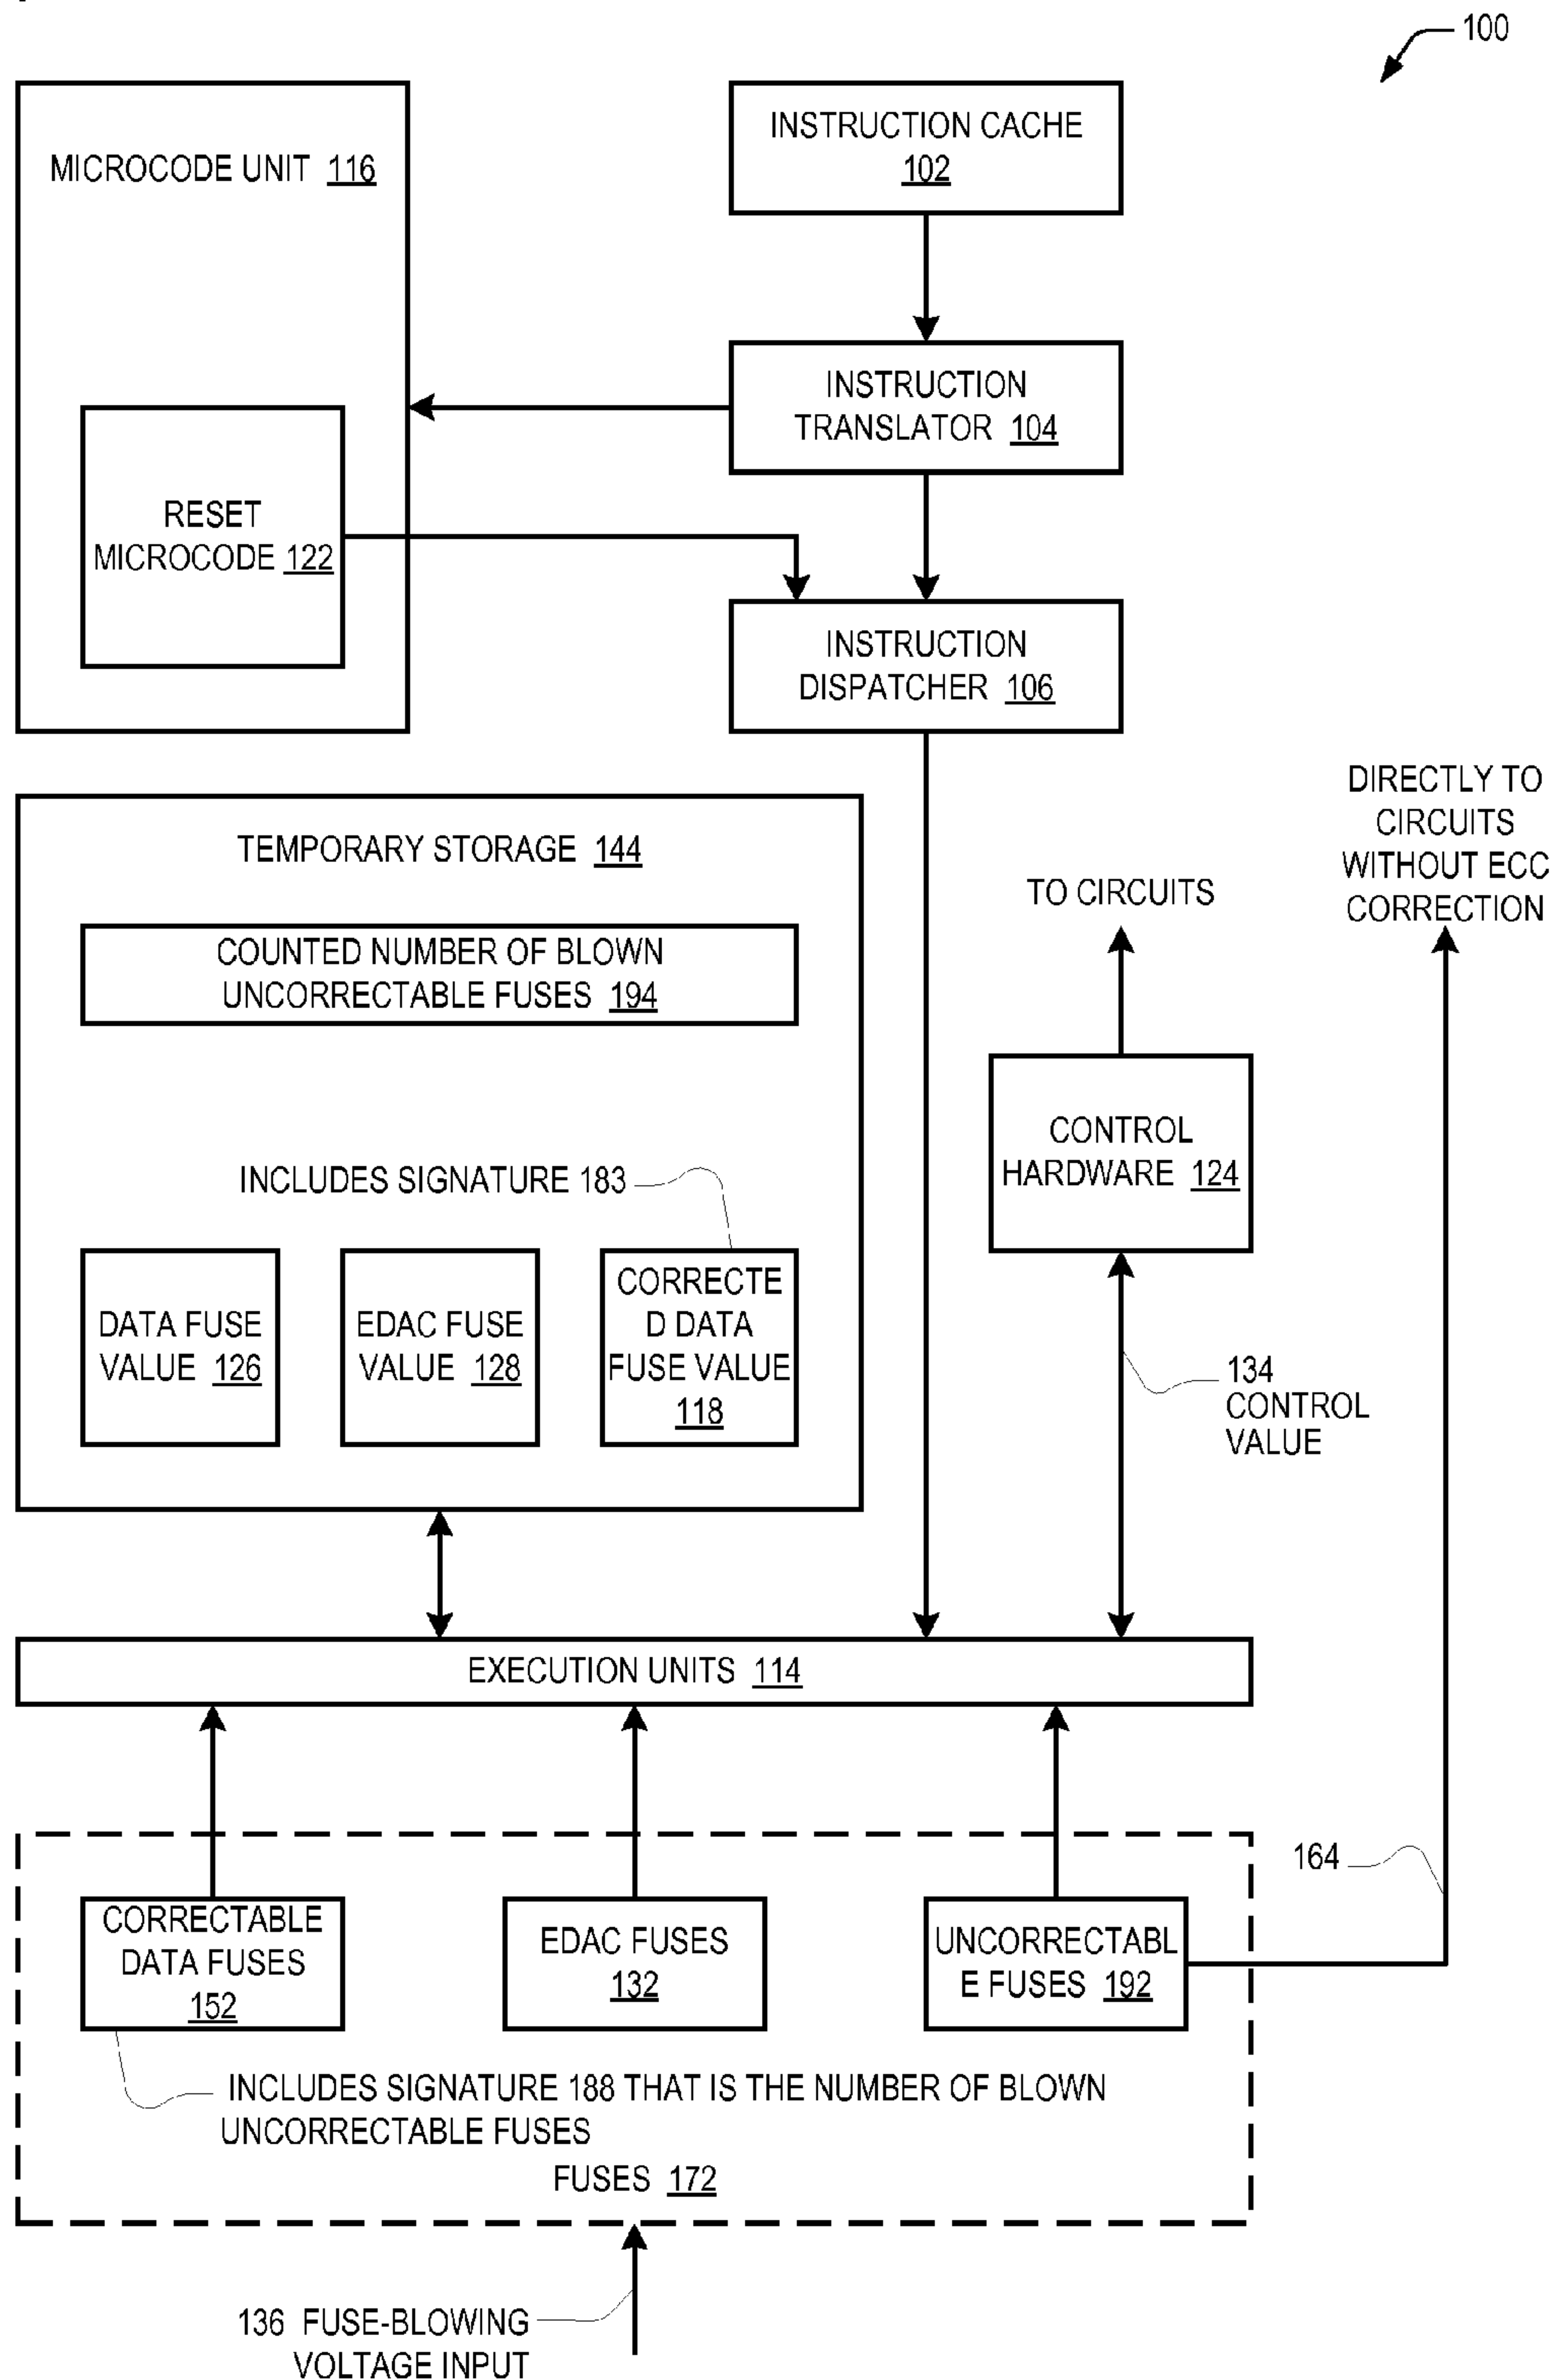 100
INSTRUCTION CACHE
102
MICROCODE UNIT 116
INSTRUCTION
TRANSLATOR 104
RESET
MICROCODE 122
INSTRUCTION
DISPATCHER 106
DIRECTLY TO
CIRCUITS
WITHOUT ECC
CORRECTION
TEMPORARY STORAGE 144
TO CIRCUITS
COUNTED NUMBER OF BLOWN
UNCORRECTABLE FUSES 194
CONTROL
HARDWARE 124
INCLUDES SIGNATURE 183
DATA FUSE
VALUE 126
EDAC FUSE
VALUE 128
CORRECTE
D DATA
FUSE VALUE
118
134
CONTROL
VALUE
EXECUTION UNITS 114
164
CORRECTABLE
DATA FUSES
152
EDAC FUSES
132
UNCORRECTABL
E FUSES 192
INCLUDES SIGNATURE 188 THAT IS THE NUMBER OF BLOWN
UNCORRECTABLE FUSES
FUSES 172
136 FUSE-BLOWING
VOLTAGE INPUT